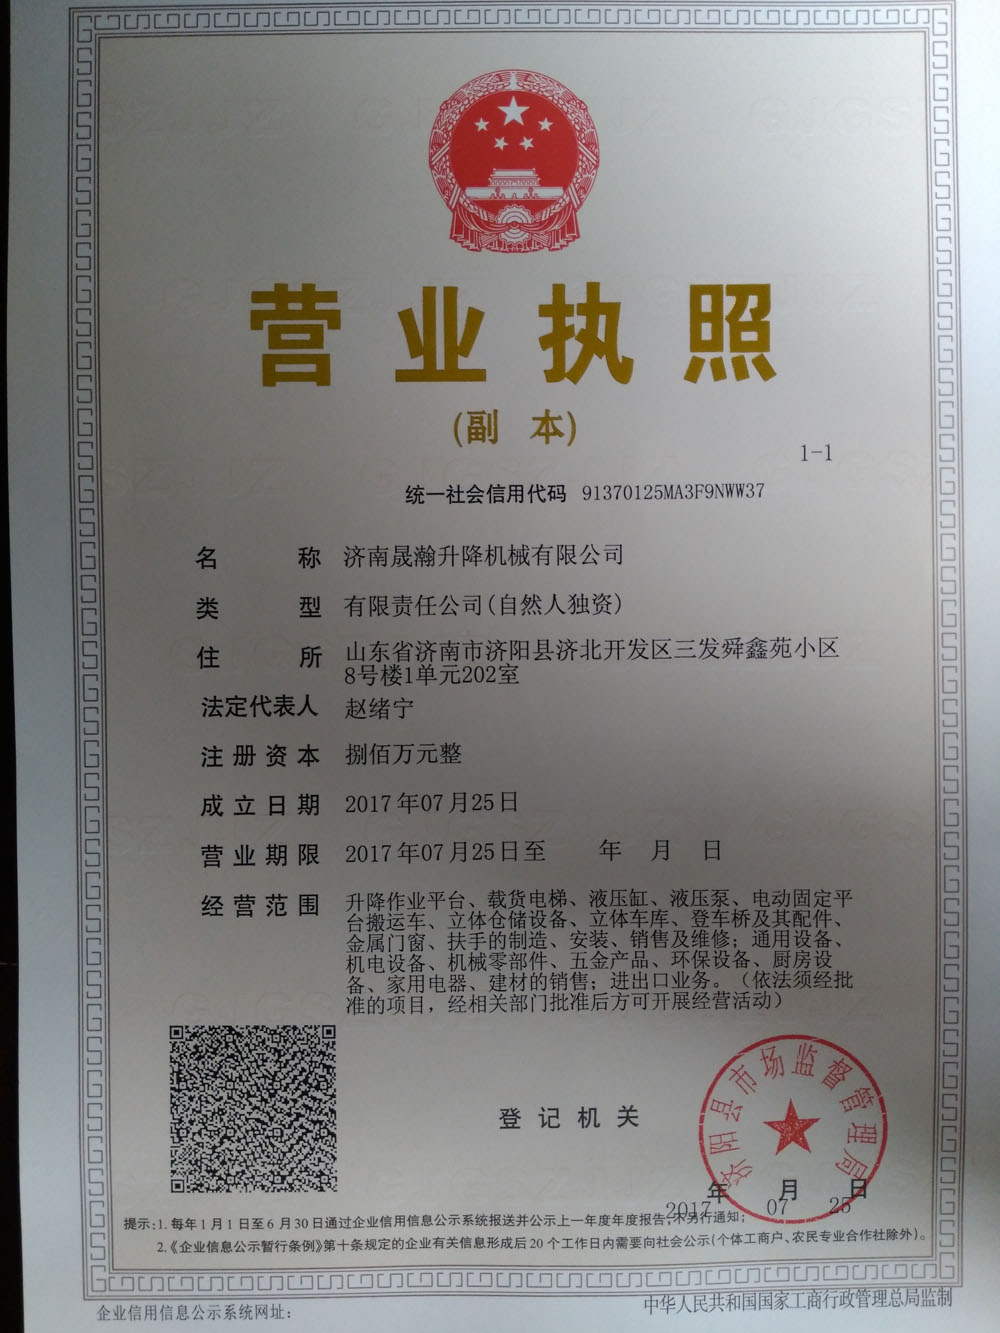 营业执照
(副 本)
1-1
统一社会信用代码 91370125MA3F9NWW37
名 称 济南晟瀚升降机械有限公司
类 型 有限责任公司(自然人独资)
住 所 山东省济南市济阳县济北开发区三发舜鑫苑小区
8号楼1单元202室
法定代表人 赵绪宁
注册资本 捌佰万元整
成立日期 2017年07月25日
营业期限 2017年07月25日至 年 月 日
经营范围 升降作业平台、载货电梯、液压缸、液压泵、电动固定平
台搬运车、立体仓储设备、立体车库、登车桥及其配件、
金属门窗、扶手的制造、安装、销售及维修；通用设备、
机电设备、机械零部件、五金产品、环保设备、厨房设
备、家用电器、建材的销售；进出口业务。（依法须经批
准的项目，经相关部门批准后方可开展经营活动）
登记机关
济阳县市场监督管理局
2017年07月25日
提示：1. 每年1月1日至6月30日通过企业信用信息公示系统报送并公示上一年度年度报告，不另行通知；
2.《企业信息公示暂行条例》第十条规定的企业有关信息形成后20个工作日内需要向社会公示(个体工商户、农民专业合作社除外)。
企业信用信息公示系统网址：
中华人民共和国国家工商行政管理总局监制